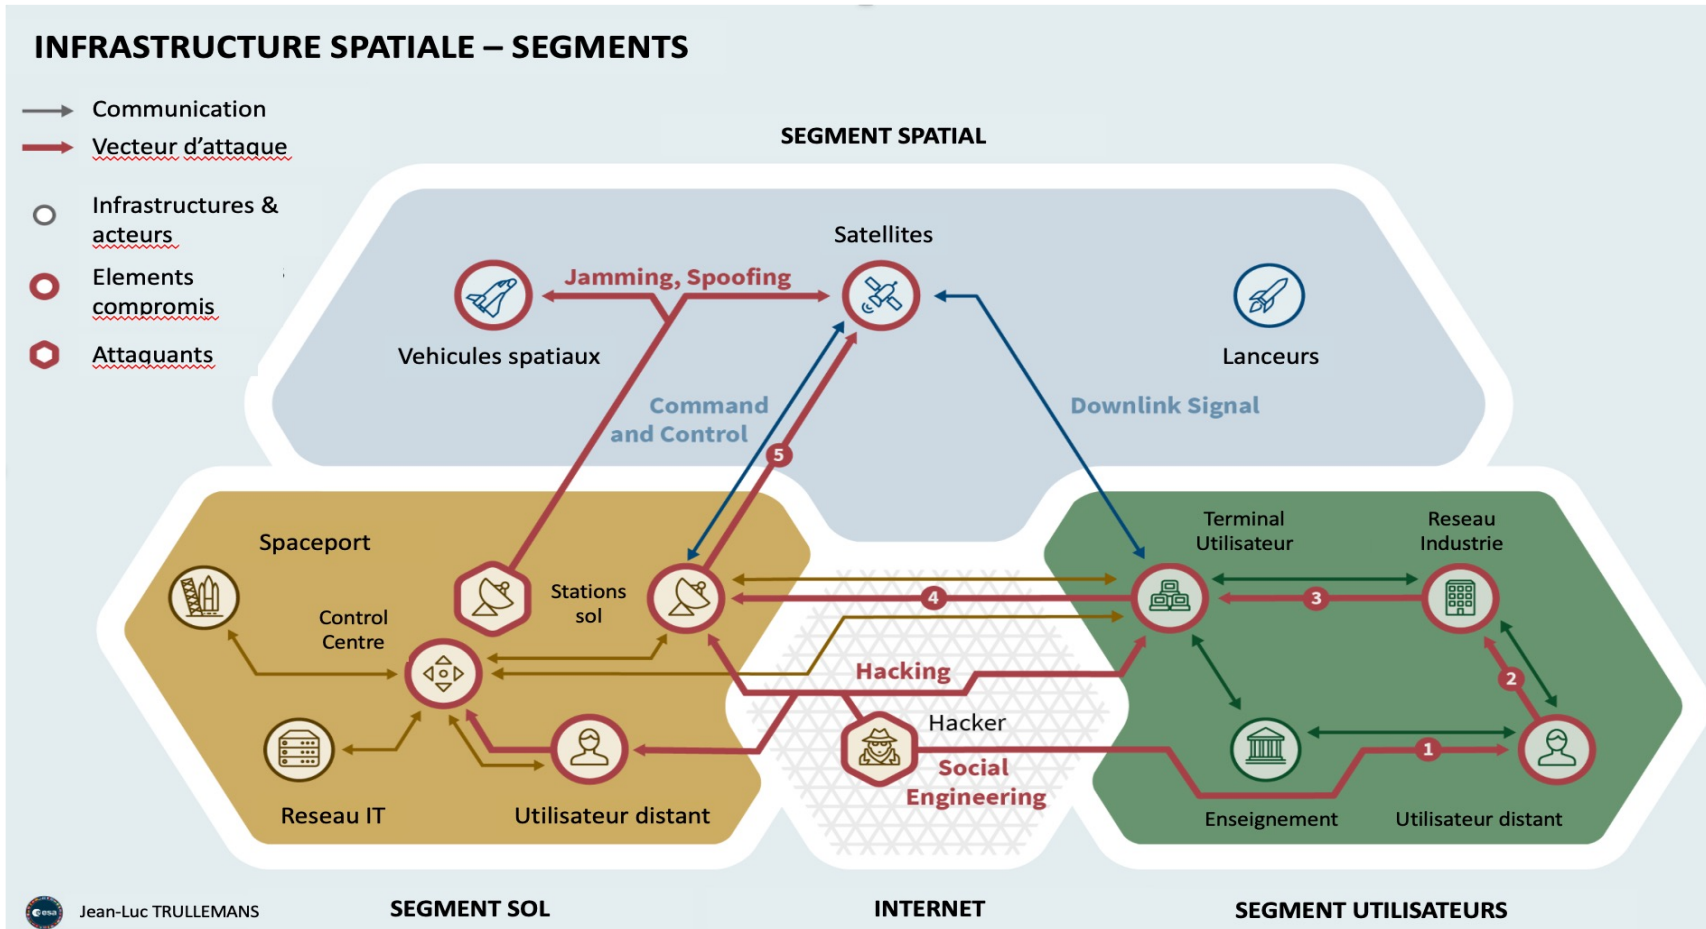 INFRASTRUCTURE SPATIALE – SEGMENTS
Communication
Vecteur d'attaque
Infrastructures &
acteurs
Elements
compromis
Attaquants
SEGMENT SPATIAL
Satellites
Jamming, Spoofing
Vehicules spatiaux
Lanceurs
Command
and Control
Downlink Signal
5
Spaceport
Stations
sol
Control
Centre
Reseau IT
Utilisateur distant
4
Hacking
Hacker
Social
Engineering
Terminal
Utilisateur
Reseau
Industrie
3
2
1
Enseignement
Utilisateur distant
esa
Jean-Luc TRULLEMANS
SEGMENT SOL
INTERNET
SEGMENT UTILISATEURS